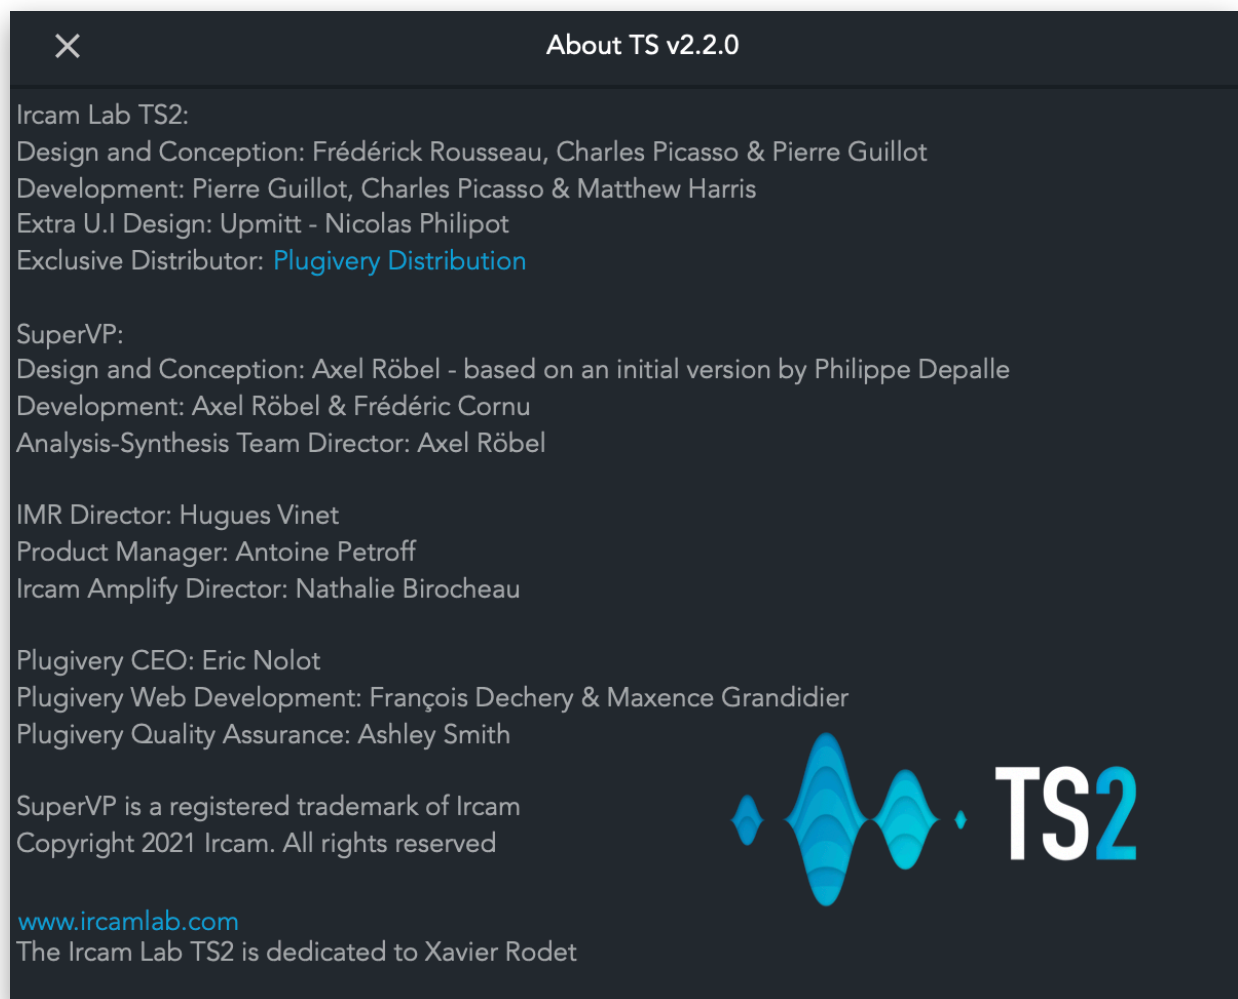 About TS v2.2.0
Ircam Lab TS2:
Design and Conception: Frédérick Rousseau, Charles Picasso & Pierre Guillot
Development: Pierre Guillot, Charles Picasso & Matthew Harris
Extra U.I Design: Upmitt - Nicolas Philipot
Exclusive Distributor: Plugivery Distribution
SuperVP:
Design and Conception: Axel Röbel - based on an initial version by Philippe Depalle
Development: Axel Röbel & Frédéric Cornu
Analysis-Synthesis Team Director: Axel Röbel
IMR Director: Hugues Vinet
Product Manager: Antoine Petroff
Ircam Amplify Director: Nathalie Birocheau
Plugivery CEO: Eric Nolot
Plugivery Web Development: François Dechery & Maxence Grandidier
Plugivery Quality Assurance: Ashley Smith
SuperVP is a registered trademark of Ircam
Copyright 2021 Ircam. All rights reserved
TS2
www.ircamlab.com
The Ircam Lab TS2 is dedicated to Xavier Rodet